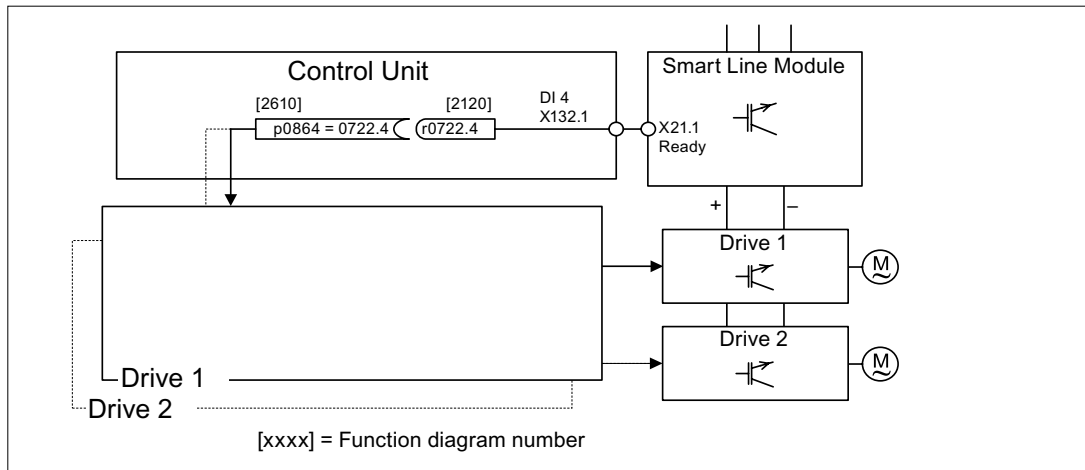 Control Unit
[2610]
[2120]
p0864 = 0722.4
r0722.4
DI 4
X132.1
Smart Line Module
X21.1
Ready
+
–
Drive 1
M
~
Drive 2
M
~
Drive 1
Drive 2
[xxxx] = Function diagram number